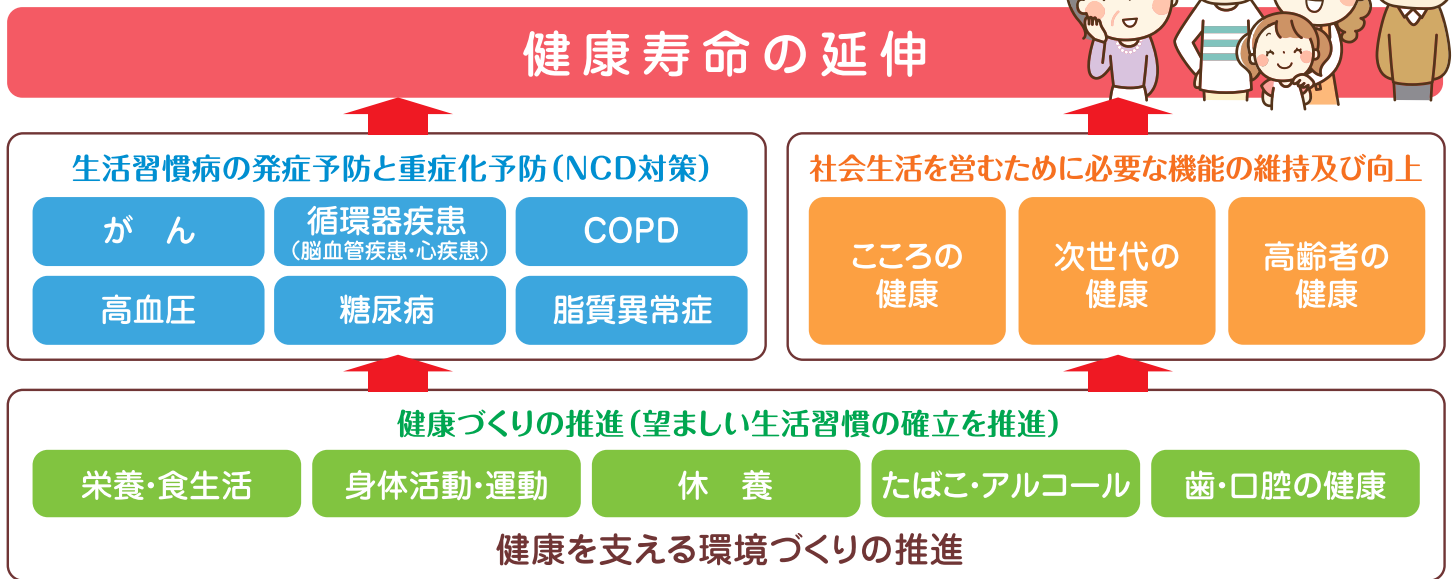 健康寿命の延伸
生活習慣病の発症予防と重症化予防（NCD対策）
がん
循環器疾患
（脳血管疾患・心疾患）
COPD
高血圧
糖尿病
脂質異常症
社会生活を営むために必要な機能の維持及び向上
こころの
健康
次世代の
健康
高齢者の
健康
健康づくりの推進（望ましい生活習慣の確立を推進）
栄養・食生活
身体活動・運動
休養
たばこ・アルコール
歯・口腔の健康
健康を支える環境づくりの推進